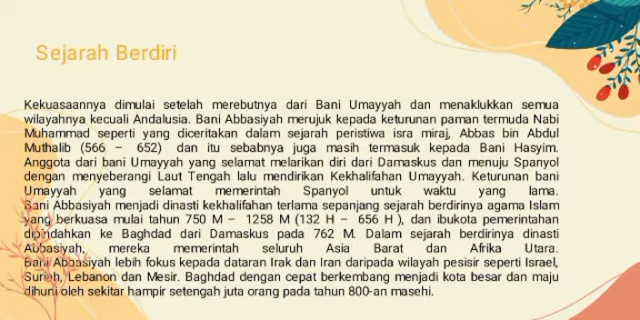 Sejarah Berdiri
Kekuasaannya dimulai setelah merebutnya dari Bani Umayyah dan menaklukkan semua
wilayahnya kecuali Andalusia. Bani Abbasiyah merujuk kepada keturunan paman termuda Nabi
Muhammad seperti yang diceritakan dalam sejarah peristiwa isra miraj, Abbas bin Abdul
Muthalib (566 – 652) dan itu sebabnya juga masih termasuk kepada Bani Hasyim.
Anggota dari bani Umayyah yang selamat melarikan diri dari Damaskus dan menuju Spanyol
dengan menyeberangi Laut Tengah lalu mendirikan Kekhalifahan Umayyah. Keturunan bani
Umayyah yang selamat memerintah Spanyol untuk waktu yang lama.
Bani Abbasiyah menjadi dinasti kekhalifahan terlama sepanjang sejarah berdirinya agama Islam
yang berkuasa mulai tahun 750 M – 1258 M (132 H – 656 H ), dan ibukota pemerintahan
dipindahkan ke Baghdad dari Damaskus pada 762 M. Dalam sejarah berdirinya dinasti
Abbasiyah, mereka memerintah seluruh Asia Barat dan Afrika Utara.
Bani Abbasiyah lebih fokus kepada dataran Irak dan Iran daripada wilayah pesisir seperti Israel,
Suriah, Lebanon dan Mesir. Baghdad dengan cepat berkembang menjadi kota besar dan maju
dihuni oleh sekitar hampir setengah juta orang pada tahun 800-an masehi.